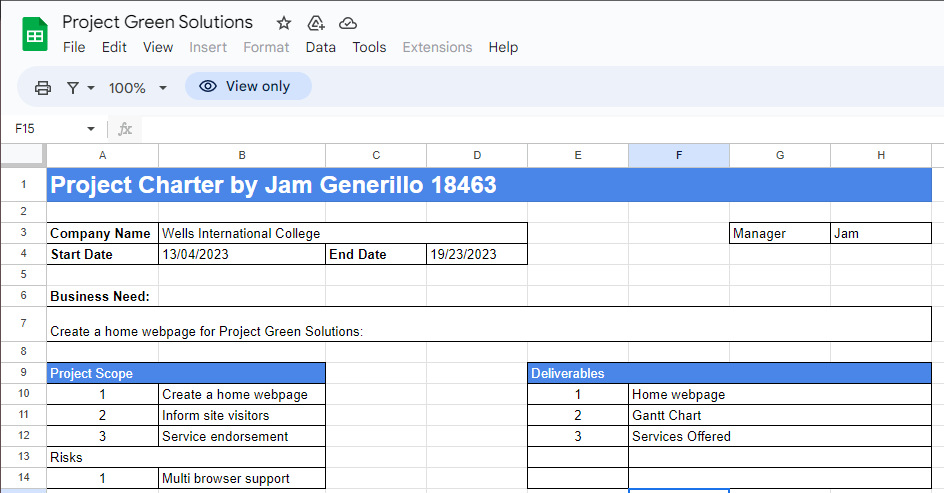 Project Green Solutions
File Edit View Insert Format Data Tools Extensions Help
100% View only
F15 fx
A B C D E F G H
1 Project Charter by Jam Generillo 18463
2
3 Company Name Wells International College Manager Jam
4 Start Date 13/04/2023 End Date 19/23/2023
5
6 Business Need:
7 Create a home webpage for Project Green Solutions:
8
9 Project Scope Deliverables
10 1 Create a home webpage 1 Home webpage
11 2 Inform site visitors 2 Gantt Chart
12 3 Service endorsement 3 Services Offered
13 Risks
14 1 Multi browser support